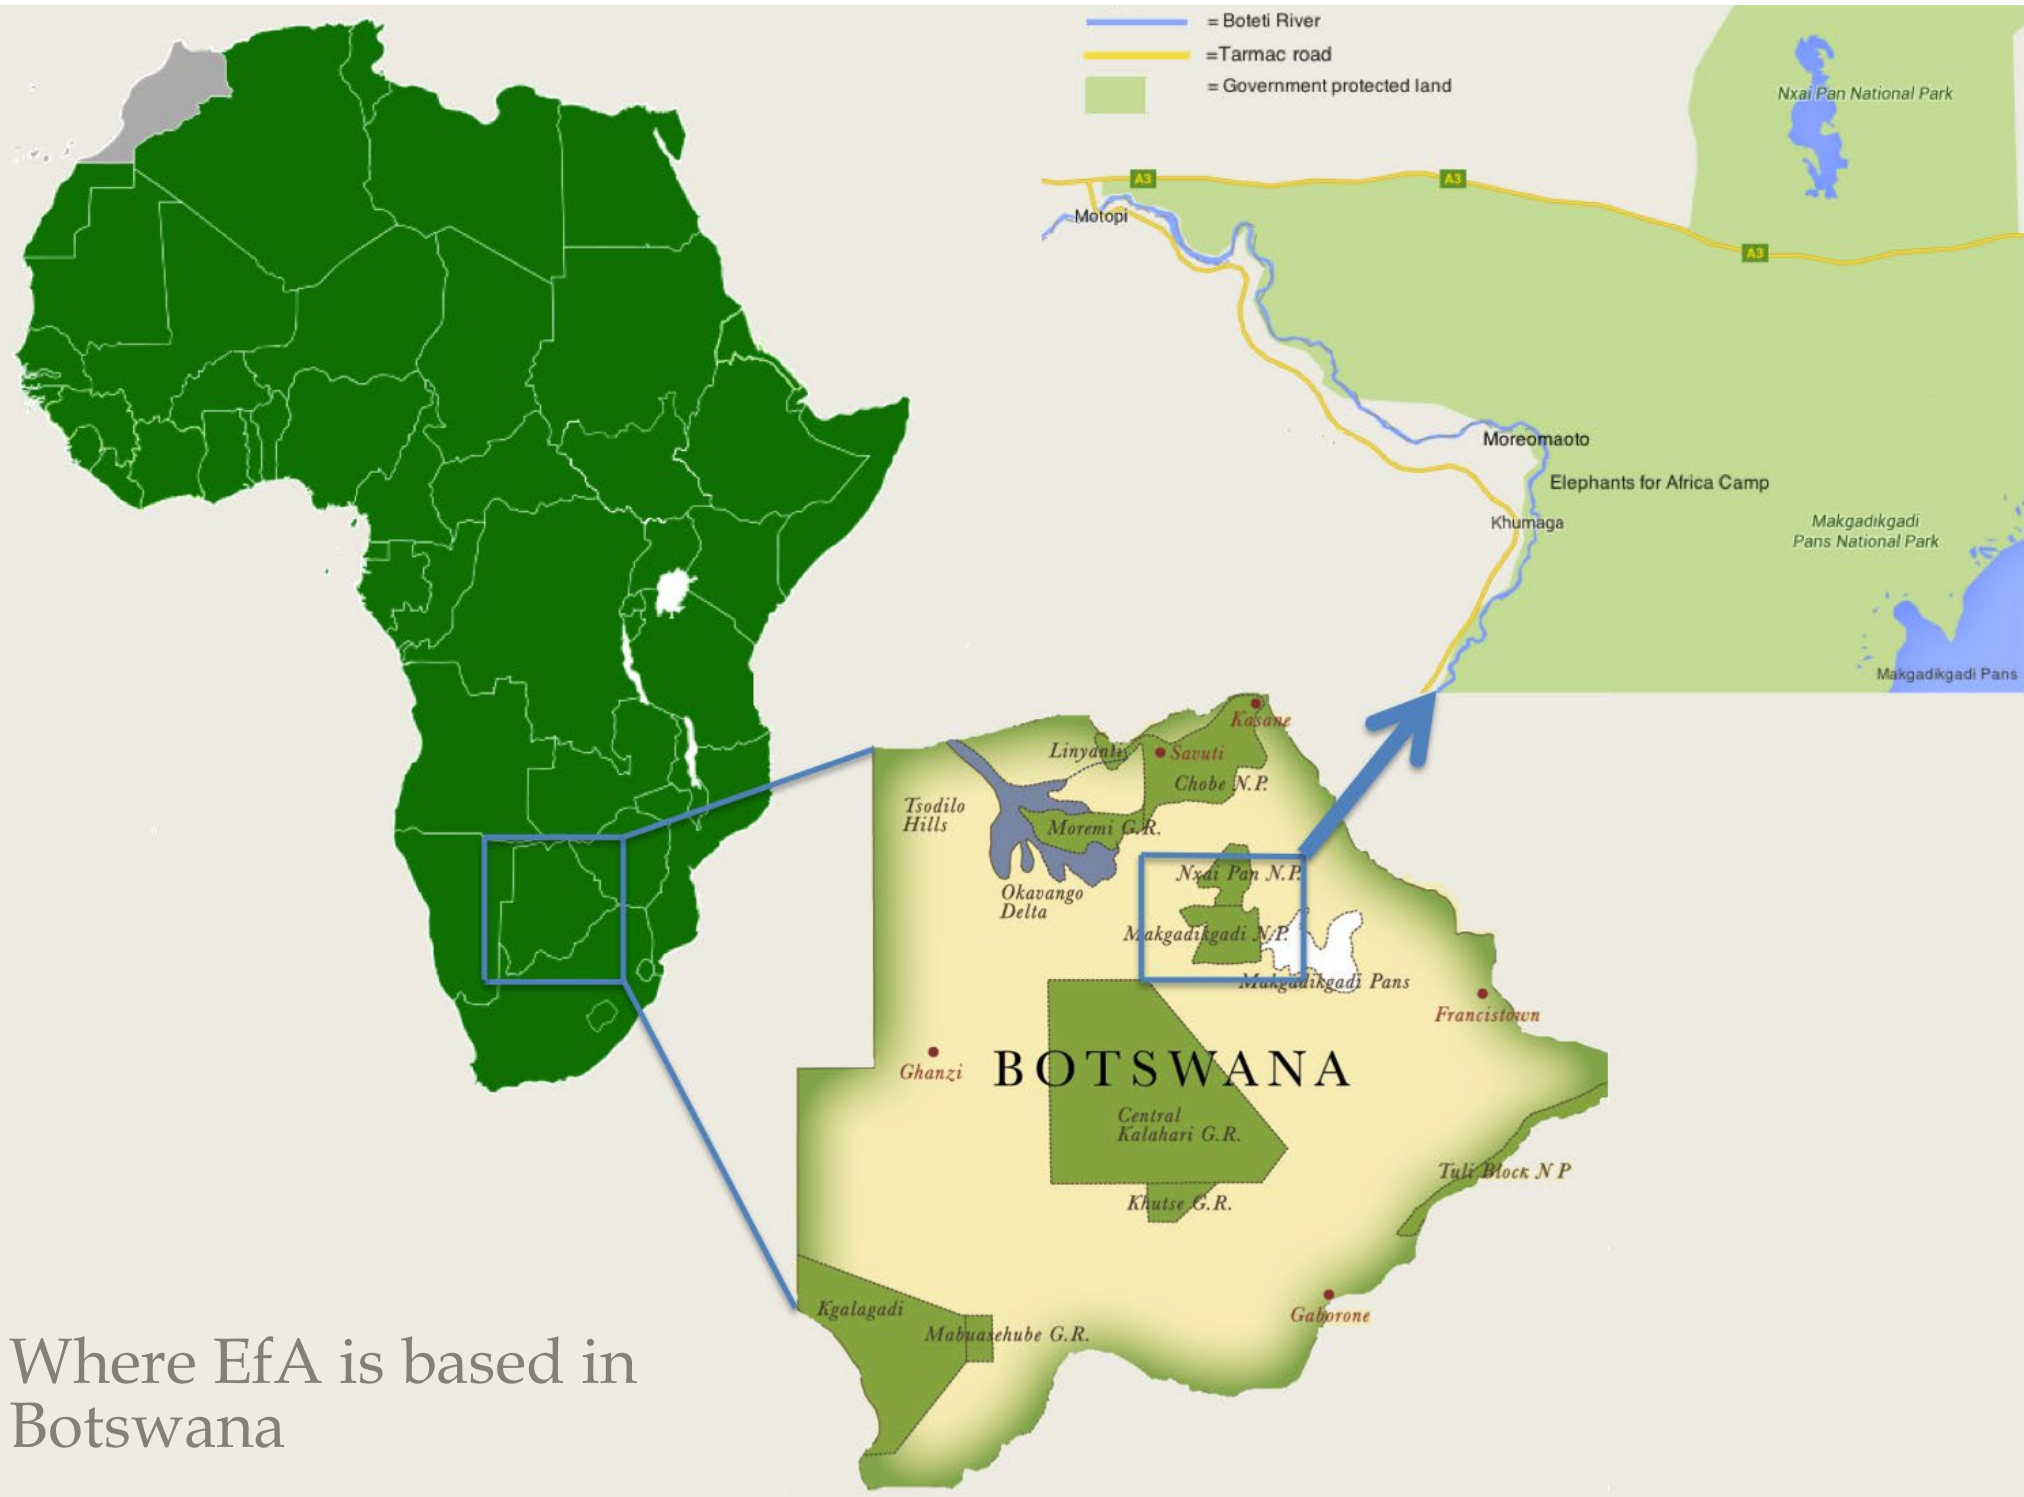 = Boteti River
=Tarmac road
= Government protected land
Nxai Pan National Park
A3
A3
A3
Motopi
Moreomaoto
Elephants for Africa Camp
Khumaga
Makgadikgadi
Pans National Park
Makgadikgadi Pans
Kasane
Linyanti
Savuti
Chobe N.P.
Tsodilo
Hills
Moremi G.R.
Okavango
Delta
Nxai Pan N.P.
Makgadikgadi N.P.
Makgadikgadi Pans
Francistown
Ghanzi
BOTSWANA
Central
Kalahari G.R.
Tuli Block N P
Khutse G.R.
Kgalagadi
Mabuasehube G.R.
Gaborone
Where EfA is based in
Botswana